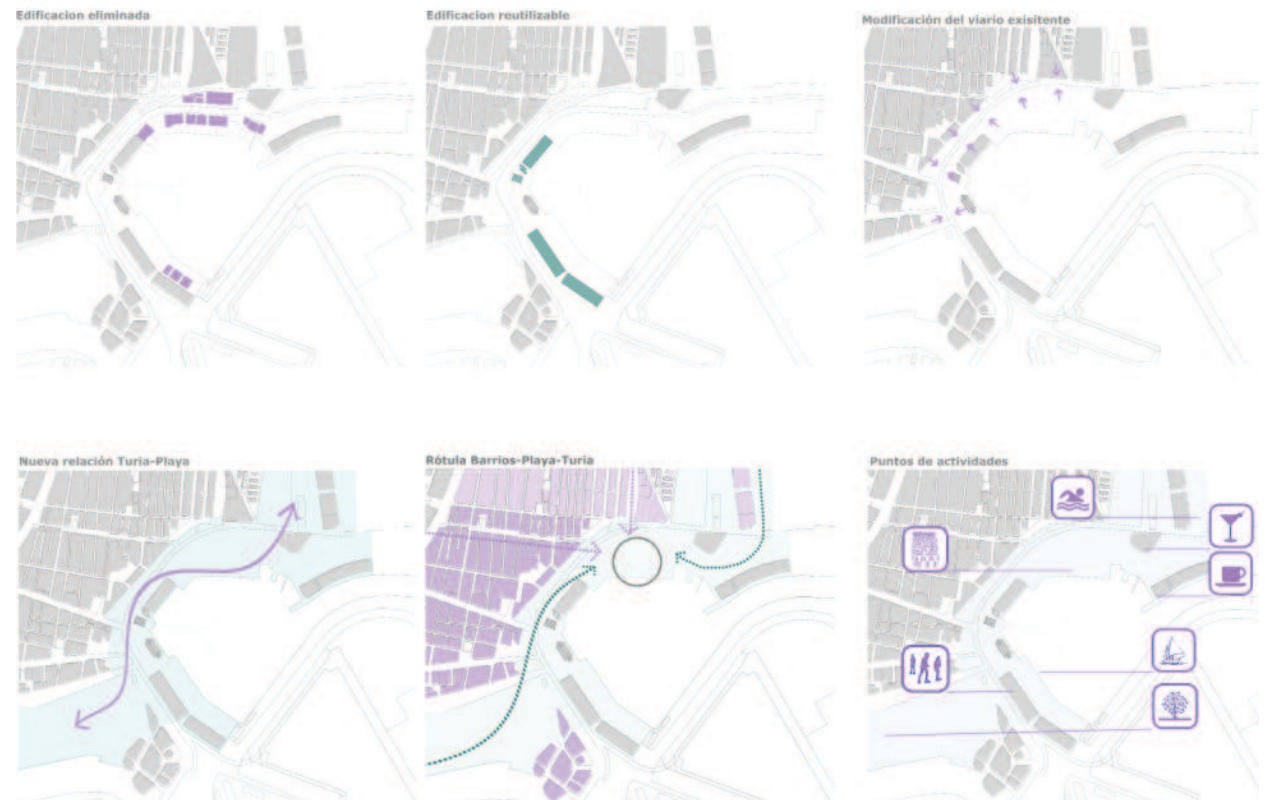 Edificacion eliminada
Edificacion reutilizable
Modificación del viario exisitente
Nueva relación Turia-Playa
Rótula Barrios-Playa-Turia
Puntos de actividades